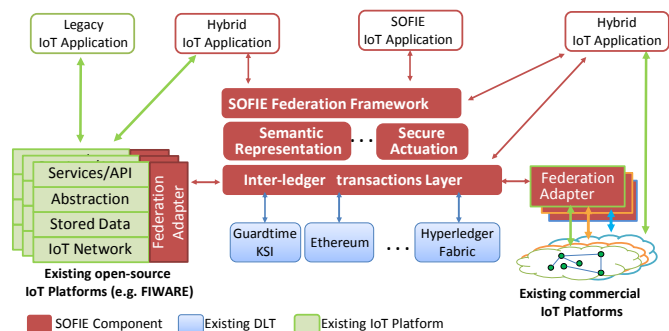 Legacy
IoT Application
Hybrid
IoT Application
SOFIE
IoT Application
Hybrid
IoT Application
SOFIE Federation Framework
Semantic
Representation
...
Secure
Actuation
Services/API
Abstraction
Stored Data
IoT Network
Federation
Adapter
Inter-ledger transactions Layer
Federation
Adapter
Guardtime
KSI
Ethereum
...
Hyperledger
Fabric
Existing open-source
IoT Platforms (e.g. FIWARE)
Existing commercial
IoT Platforms
SOFIE Component
Existing DLT
Existing IoT Platform